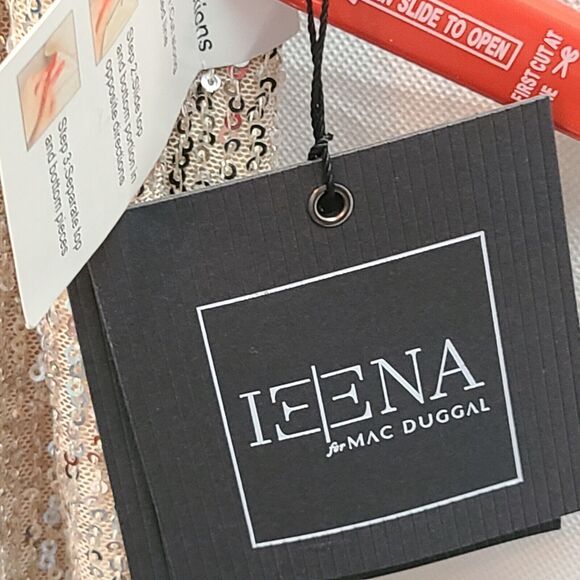 IEENA
for MAC DUGGAL
SLIDE TO OPEN
FIRST CUT AT
Step 2.Slide top
and bottom portion in
opposite directions
Step 3.Separate top
and bottom pieces